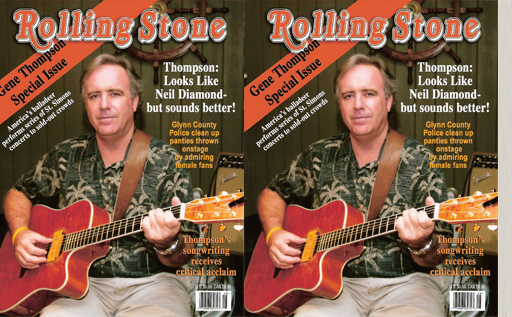 Rolling Stone
Gene Thompson
Special Issue
America's balladeer
performs series of St. Simons
concerts to sold-out crowds
Thompson:
Looks Like
Neil Diamond-
but sounds better!
Glynn County
Police clean up
panties thrown
onstage
by admiring
female fans
Thompson's
songwriting
receives
critical acclaim
Rolling Stone
Gene Thompson
Special Issue
America's balladeer
performs series of St. Simons
concerts to sold-out crowds
Thompson:
Looks Like
Neil Diamond-
but sounds better!
Glynn County
Police clean up
panties thrown
onstage
by admiring
female fans
Thompson's
songwriting
receives
critical acclaim